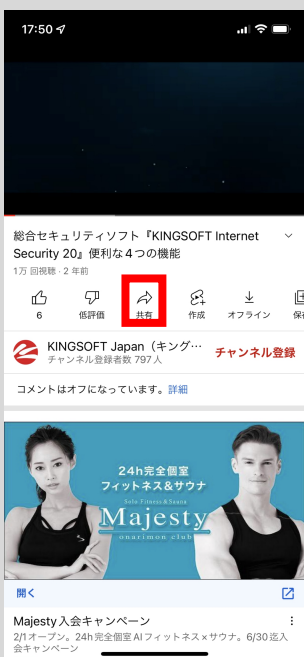 17:50
総合セキュリティソフト『KINGSOFT Internet
Security 20』便利な4つの機能
1万 回視聴・2 年前
6 低評価 共有 作成 オフライン 保存
KINGSOFT Japan（キング…
チャンネル登録者数 797人
チャンネル登録
コメントはオフになっています。詳細
24h完全個室
フィットネス&サウナ
Solo Fitness & Sauna
Majesty
onarimon club
開く
Majesty入会キャンペーン
2/1オープン。24h完全個室AIフィットネス×サウナ。6/30迄入
会キャンペーン